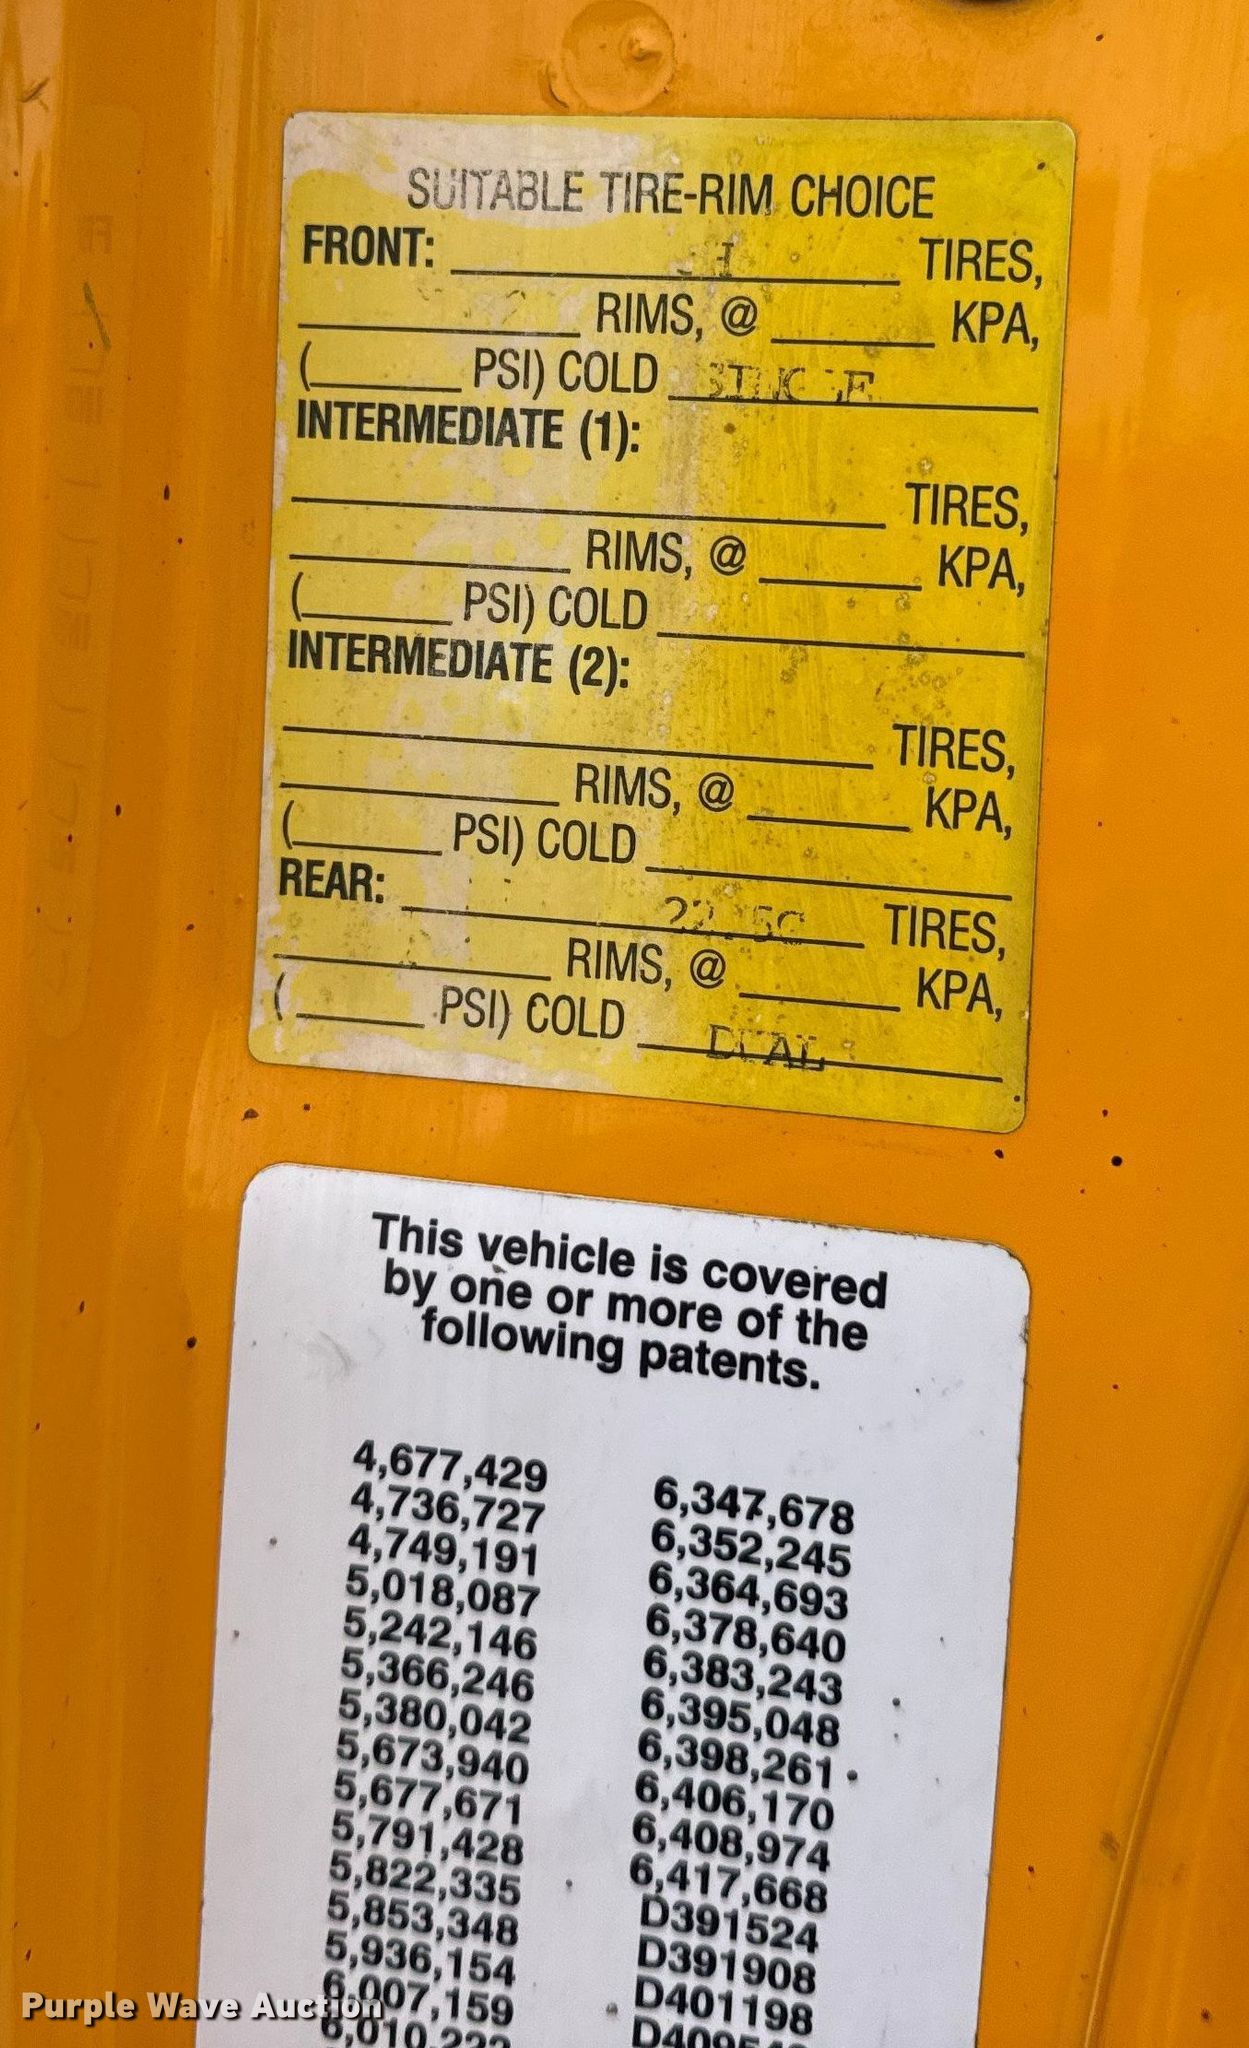 SUITABLE TIRE-RIM CHOICE
FRONT: TIRES,
RIMS, @ KPA,
( PSI) COLD
INTERMEDIATE (1):
TIRES,
RIMS, @ KPA,
( PSI) COLD
INTERMEDIATE (2):
TIRES,
RIMS, @ KPA,
( PSI) COLD
REAR: TIRES,
RIMS, @ KPA,
( PSI) COLD DUAL
This vehicle is covered
by one or more of the
following patents.
4,677,429
4,736,727
4,749,191
5,018,087
5,242,146
5,366,246
5,380,042
5,673,940
5,677,671
5,791,428
5,822,335
5,853,348
5,936,154
6,007,159
6,347,678
6,352,245
6,364,693
6,378,640
6,383,243
6,395,048
6,398,261
6,406,170
6,408,974
6,417,668
D391524
D391908
D401198
Purple Wave Auction